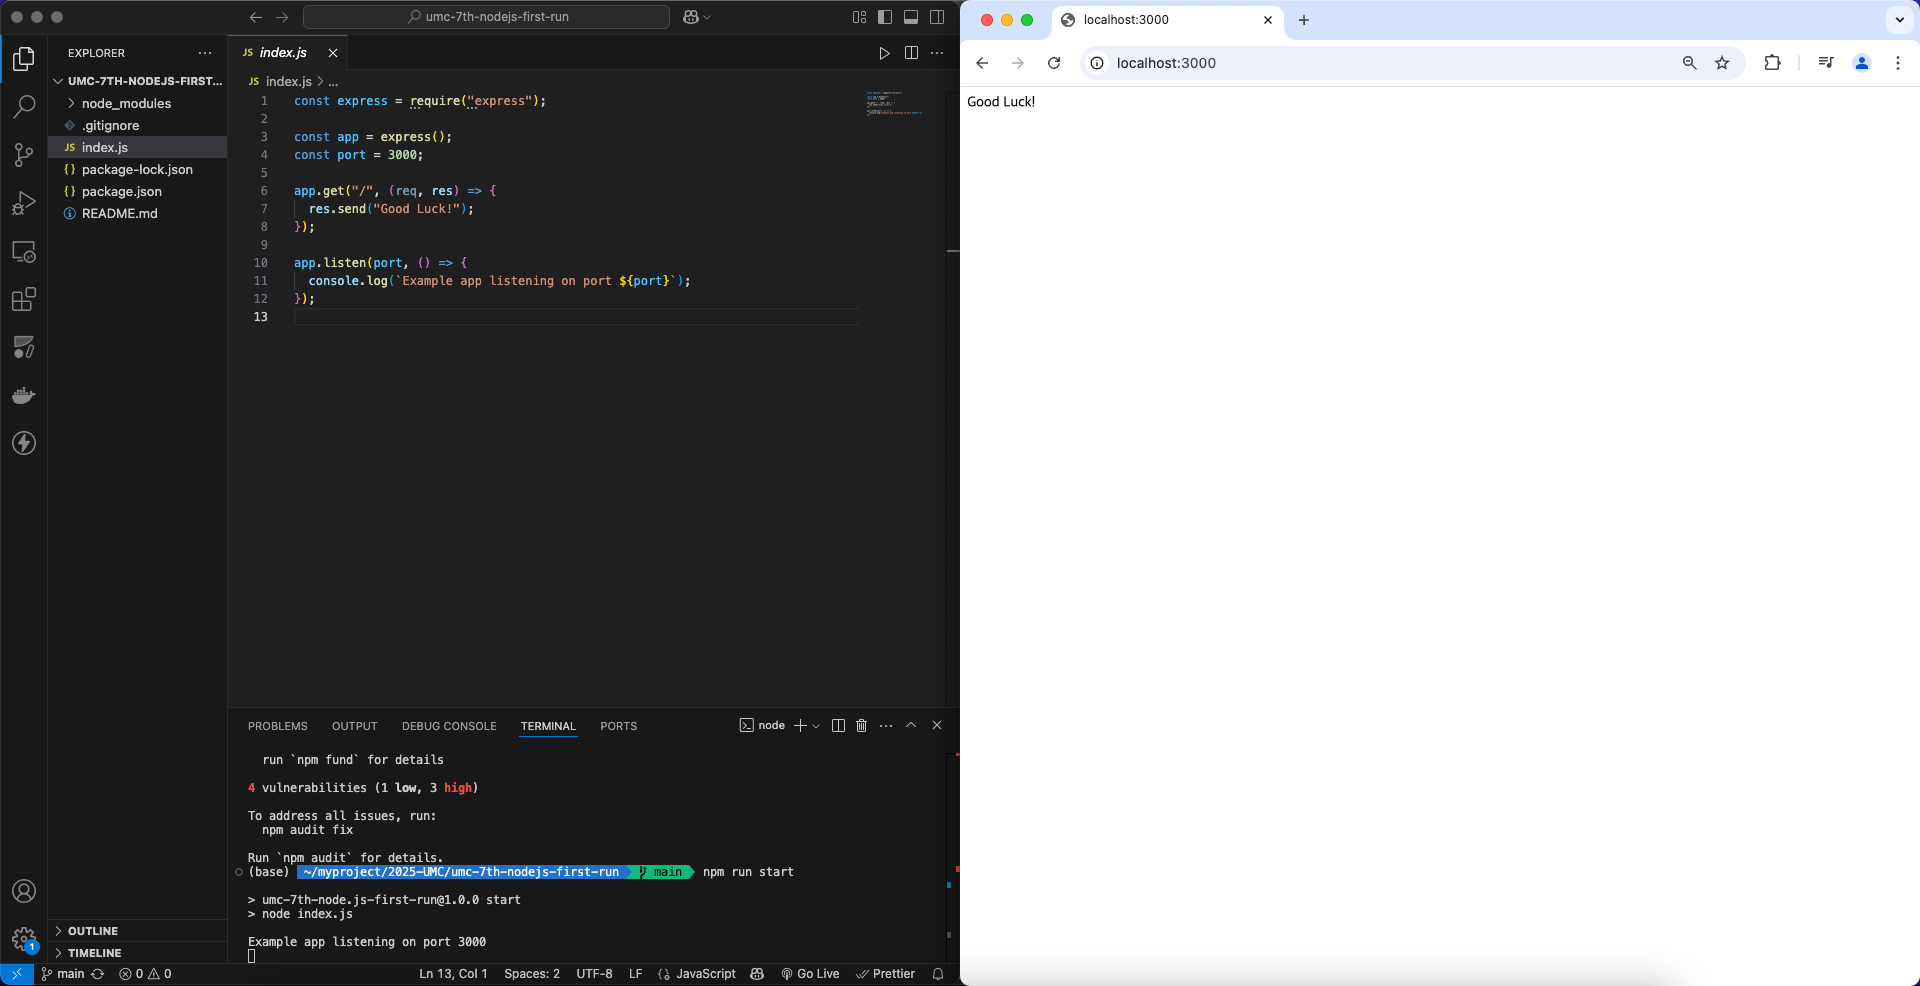 umc-7th-nodejs-first-run
EXPLORER
UMC-7TH-NODEJS-FIRST...
node_modules
.gitignore
JS index.js
{} package-lock.json
{} package.json
README.md
OUTLINE
TIMELINE
JS index.js
JS index.js > ...
1 const express = require("express");
2
3 const app = express();
4 const port = 3000;
5
6 app.get("/", (req, res) => {
7 res.send("Good Luck!");
8 });
9
10 app.listen(port, () => {
11 console.log(`Example app listening on port ${port}`);
12 });
13
PROBLEMS OUTPUT DEBUG CONSOLE TERMINAL PORTS
node
run `npm fund` for details
4 vulnerabilities (1 low, 3 high)
To address all issues, run:
npm audit fix
Run `npm audit` for details.
(base) ~/myproject/2025-UMC/umc-7th-nodejs-first-run main npm run start
> umc-7th-node.js-first-run@1.0.0 start
> node index.js
Example app listening on port 3000
1
main 0 0 Ln 13, Col 1 Spaces: 2 UTF-8 LF {} JavaScript Go Live Prettier
localhost:3000
localhost:3000
Good Luck!